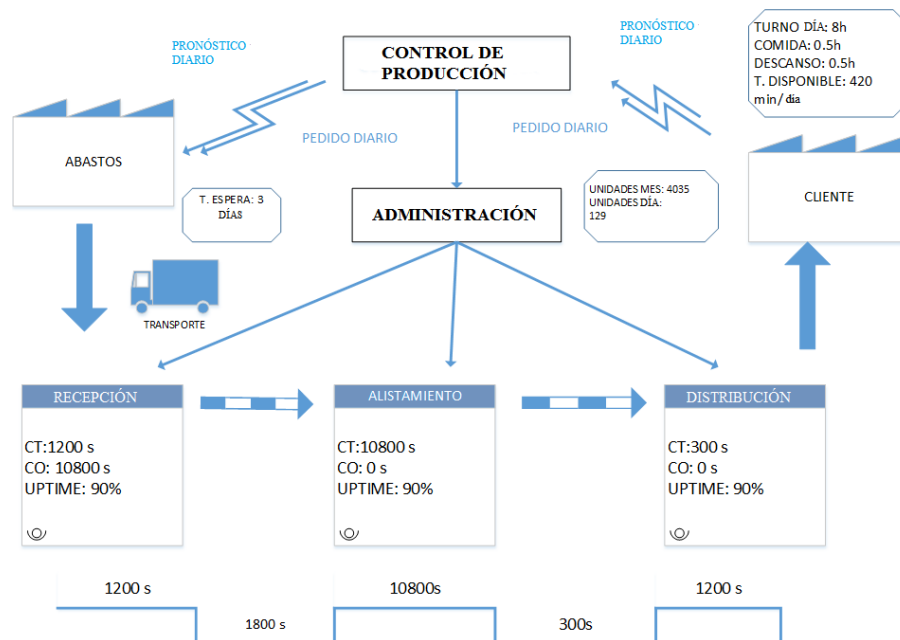 PRONÓSTICO
DIARIO
CONTROL DE
PRODUCCIÓN
PRONÓSTICO
DIARIO
TURNO DÍA: 8h
COMIDA: 0.5h
DESCANSO: 0.5h
T. DISPONIBLE: 420
min/dia
ABASTOS
PEDIDO DIARIO
PEDIDO DIARIO
CLIENTE
T. ESPERA: 3
DÍAS
ADMINISTRACIÓN
UNIDADES MES: 4035
UNIDADES DÍA:
129
TRANSPORTE
RECEPCIÓN
CT:1200 s
CO: 10800 s
UPTIME: 90%
ALISTAMIENTO
CT:10800 s
CO: 0 s
UPTIME: 90%
DISTRIBUCIÓN
CT:300 s
CO: 0 s
UPTIME: 90%
1200 s
10800s
1200 s
1800 s
300s